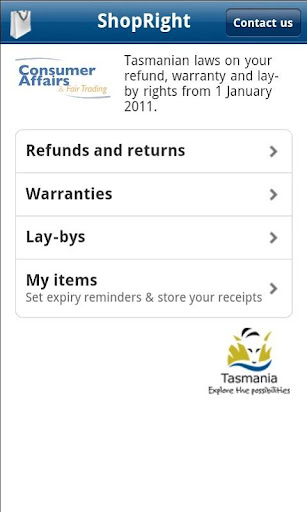 ShopRight
Contact us
Consumer
Affairs
& Fair Trading
Tasmanian laws on your
refund, warranty and lay-
by rights from 1 January
2011.
Refunds and returns
Warranties
Lay-bys
My items
Set expiry reminders & store your receipts
Tasmania
Explore the possibilities